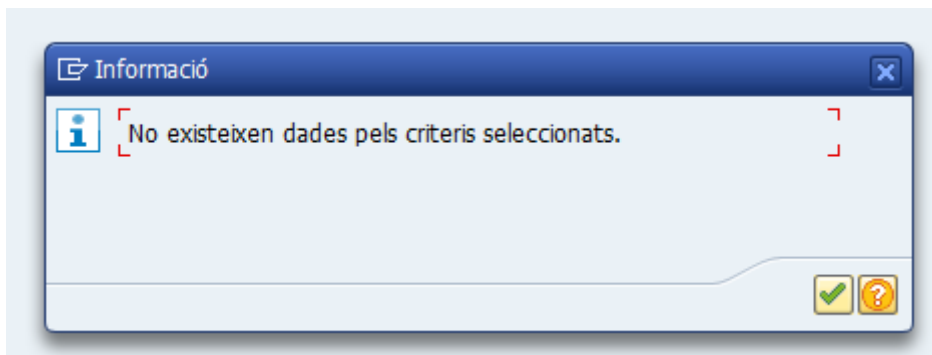 Informació
No existeixen dades pels criteris seleccionats.